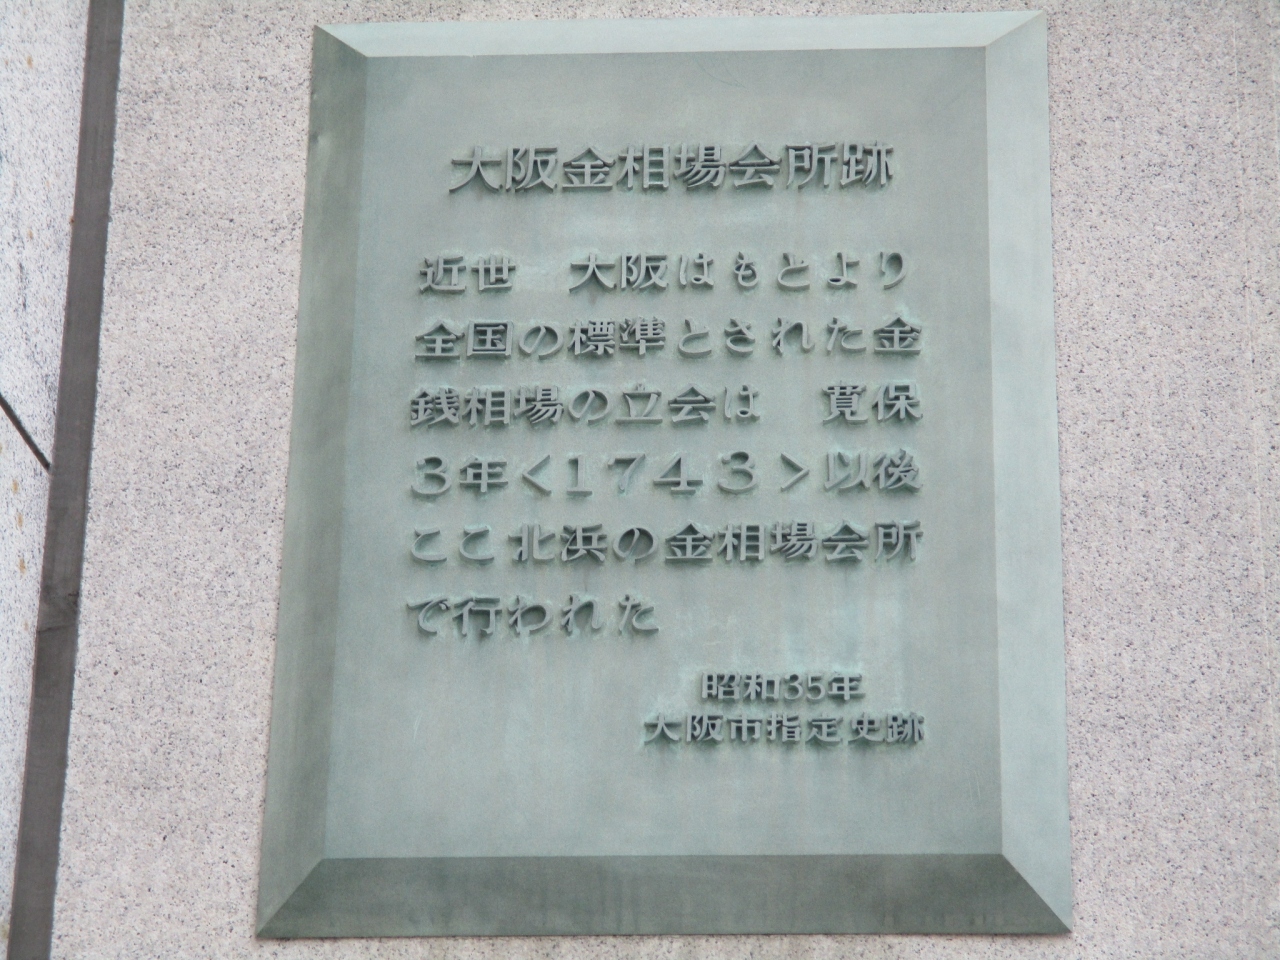 大阪金相場会所跡
近世　大阪はもとより
全国の標準とされた金
銭相場の立会は　寛保
3年<1743>以後
ここ北浜の金相場会所
で行われた
昭和35年
大阪市指定史跡